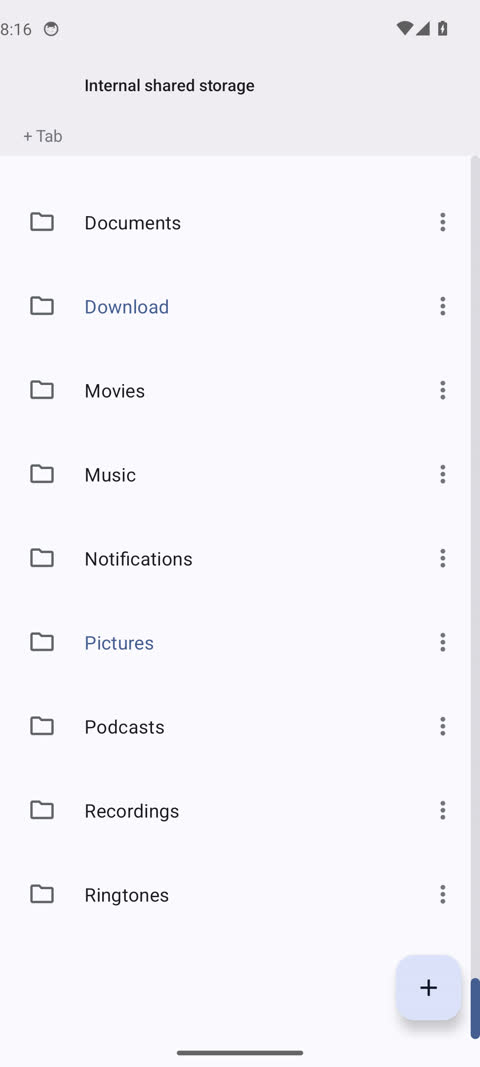 8:16
Internal shared storage
+ Tab
Documents
Download
Movies
Music
Notifications
Pictures
Podcasts
Recordings
Ringtones
+